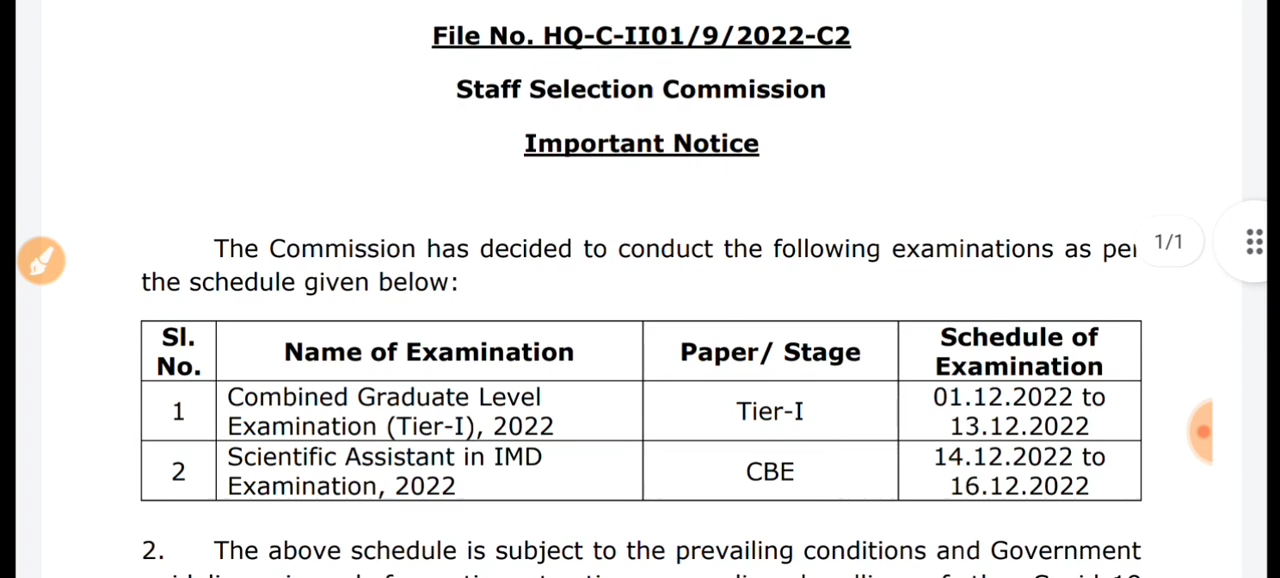 File No. HQ-C-II01/9/2022-C2
Staff Selection Commission
Important Notice
The Commission has decided to conduct the following examinations as per
the schedule given below:
1/1
Sl. No.
Name of Examination
Paper/ Stage
Schedule of Examination
1
Combined Graduate Level
Examination (Tier-I), 2022
Tier-I
01.12.2022 to
13.12.2022
2
Scientific Assistant in IMD
Examination, 2022
CBE
14.12.2022 to
16.12.2022
2. The above schedule is subject to the prevailing conditions and Government